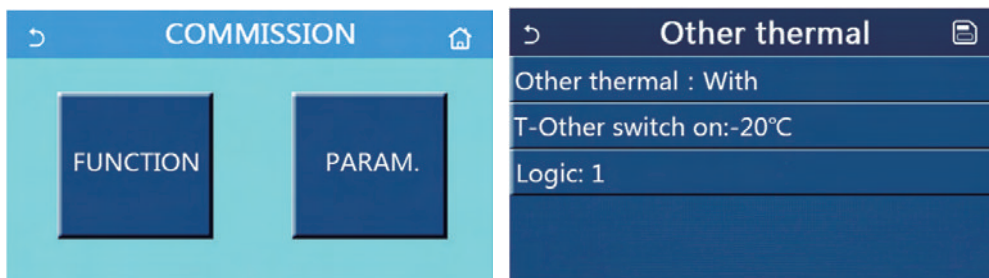 COMMISSION
FUNCTION
PARAM.
Other thermal
Other thermal : With
T-Other switch on:-20℃
Logic: 1